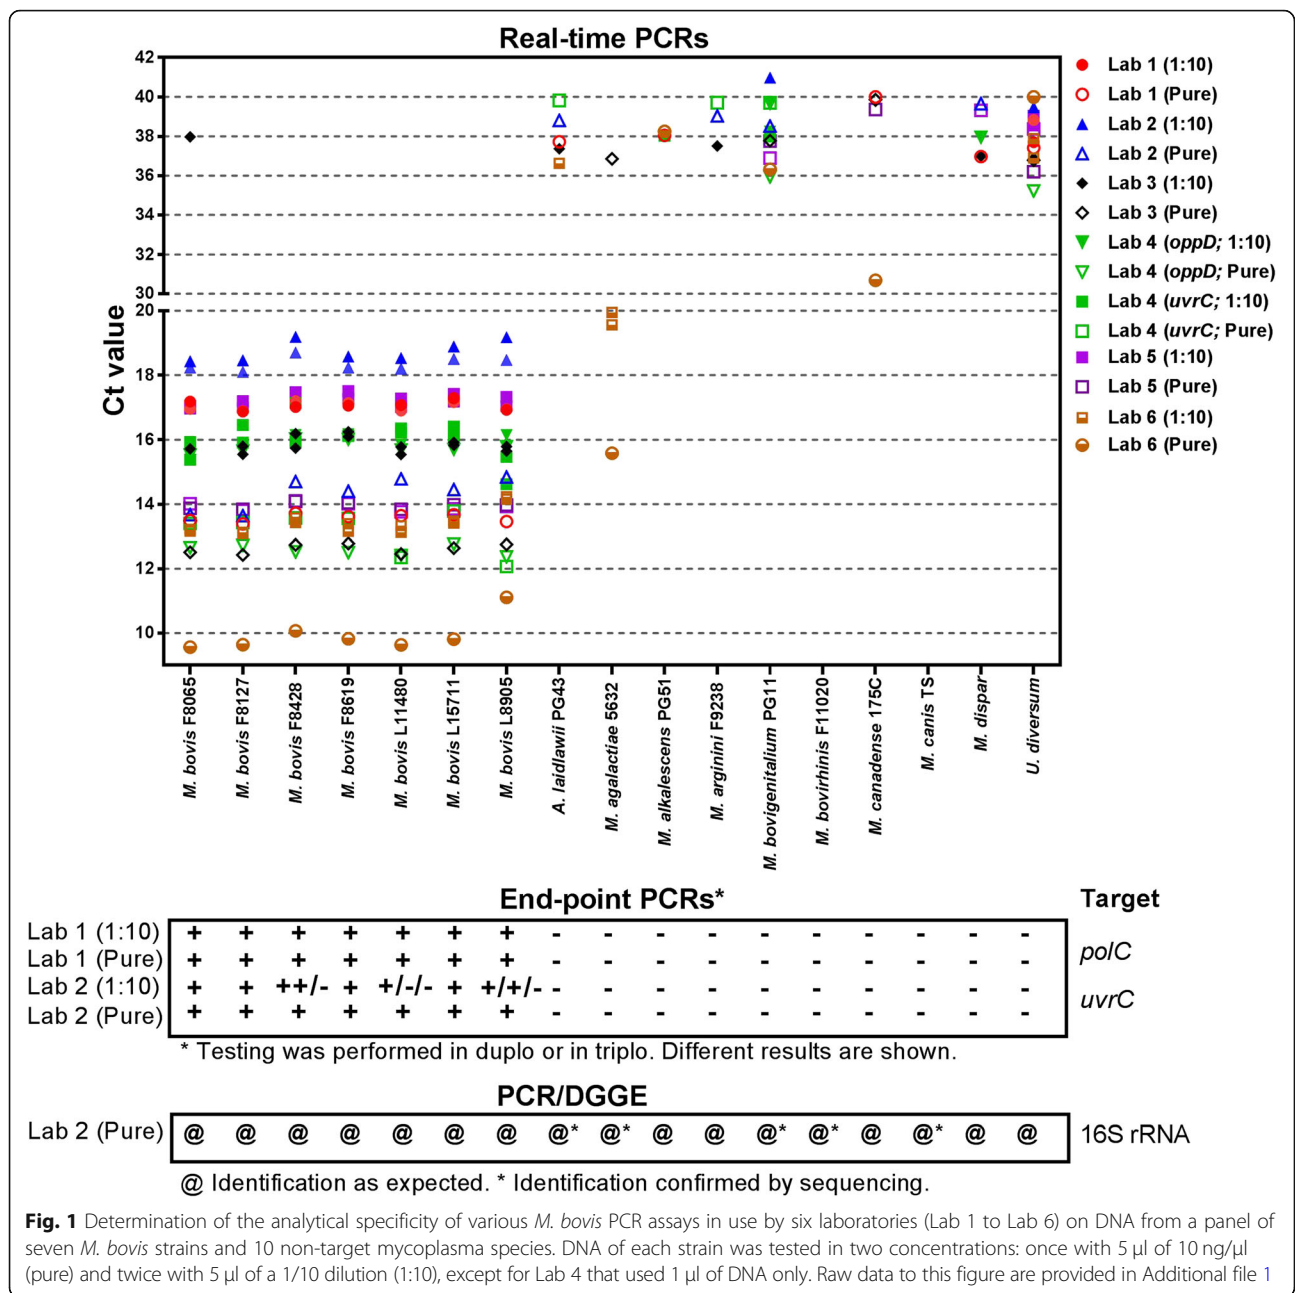 Real-time PCRs
Ct value
42
40
38
36
34
32
30
20
18
16
14
12
10
Lab 1 (1:10)
Lab 1 (Pure)
Lab 2 (1:10)
Lab 2 (Pure)
Lab 3 (1:10)
Lab 3 (Pure)
Lab 4 (oppD; 1:10)
Lab 4 (oppD; Pure)
Lab 4 (uvrC; 1:10)
Lab 4 (uvrC; Pure)
Lab 5 (1:10)
Lab 5 (Pure)
Lab 6 (1:10)
Lab 6 (Pure)
M. bovis F8065
M. bovis F8127
M. bovis F8428
M. bovis F8619
M. bovis L11480
M. bovis L15711
M. bovis L8905
A. laidlawii PG43
M. agalactiae 5632
M. alkalescens PG51
M. arginini F9238
M. bovigenitalium PG11
M. bovirhinis F11020
M. canadense 175C
M. canis TS
M. dispar
U. diversum
End-point PCRs*
Target
Lab 1 (1:10) + + + + + + + - - - - - - - - - -
Lab 1 (Pure) + + + + + + + - - - - - - - - - -
polC
Lab 2 (1:10) + + ++/- + +/-/- + +/+/- - - - - - - - - - -
Lab 2 (Pure) + + + + + + + - - - - - - - - - -
uvrC
* Testing was performed in duplo or in triplo. Different results are shown.
PCR/DGGE
Lab 2 (Pure) @ @ @ @ @ @ @ @* @* @ @ @* @* @ @* @ @ 16S rRNA
@ Identification as expected. * Identification confirmed by sequencing.
Fig. 1 Determination of the analytical specificity of various M. bovis PCR assays in use by six laboratories (Lab 1 to Lab 6) on DNA from a panel of
seven M. bovis strains and 10 non-target mycoplasma species. DNA of each strain was tested in two concentrations: once with 5 µl of 10 ng/µl
(pure) and twice with 5 µl of a 1/10 dilution (1:10), except for Lab 4 that used 1 µl of DNA only. Raw data to this figure are provided in Additional file 1